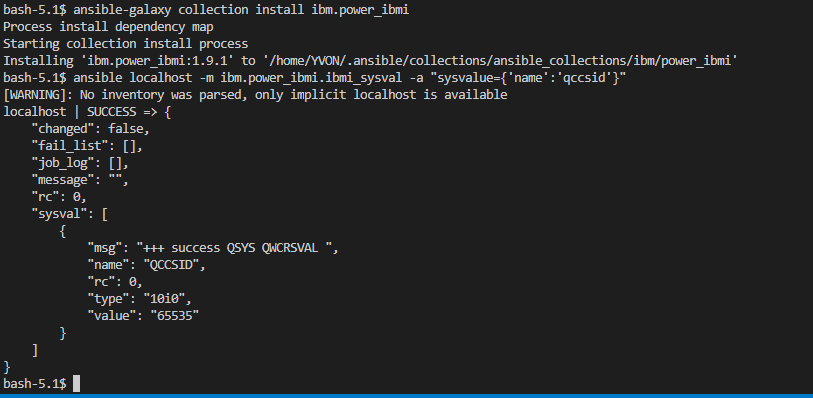 bash-5.1$ ansible-galaxy collection install ibm.power_ibmi
Process install dependency map
Starting collection install process
Installing 'ibm.power_ibmi:1.9.1' to '/home/YVON/.ansible/collections/ansible_collections/ibm/power_ibmi'
bash-5.1$ ansible localhost -m ibm.power_ibmi.ibmi_sysval -a "sysvalue={'name':'qccsid'}"
[WARNING]: No inventory was parsed, only implicit localhost is available
localhost | SUCCESS => {
    "changed": false,
    "fail_list": [],
    "job_log": [],
    "message": "",
    "rc": 0,
    "sysval": [
        {
            "msg": "+++ success QSYS QWCRSVAL ",
            "name": "QCCSID",
            "rc": 0,
            "type": "10i0",
            "value": "65535"
        }
    ]
}
bash-5.1$